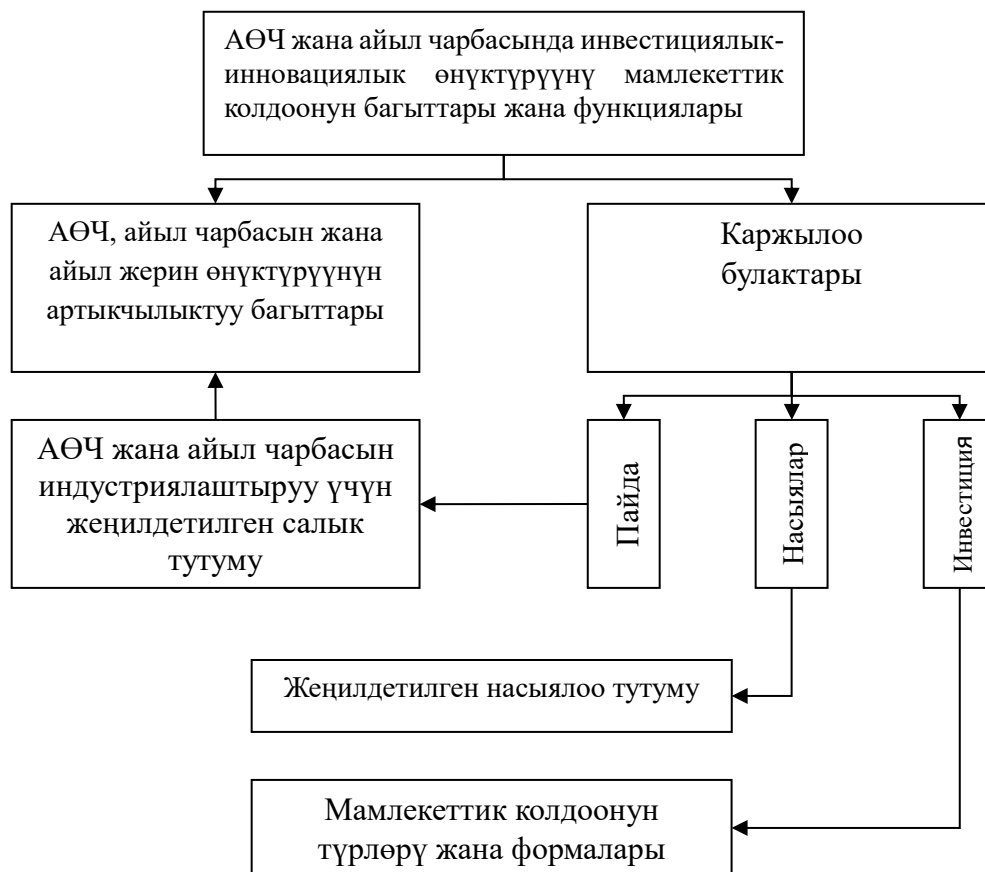 АӨЧ жана айыл чарбасында инвестициялык-
инновациялык өнүктүрүүнү мамлекеттик
колдоонун багыттары жана функциялары
АӨЧ, айыл чарбасын жана
айыл жерин өнүктүрүүнүн
артыкчылыктуу багыттары
Каржылоо
булактары
АӨЧ жана айыл чарбасын
индустриялаштыруу үчүн
жеңилдетилген салык
тутуму
Пайда
Насыялар
Инвестиция
Жеңилдетилген насыялоо тутуму
Мамлекеттик колдоонун
түрлөрү жана формалары